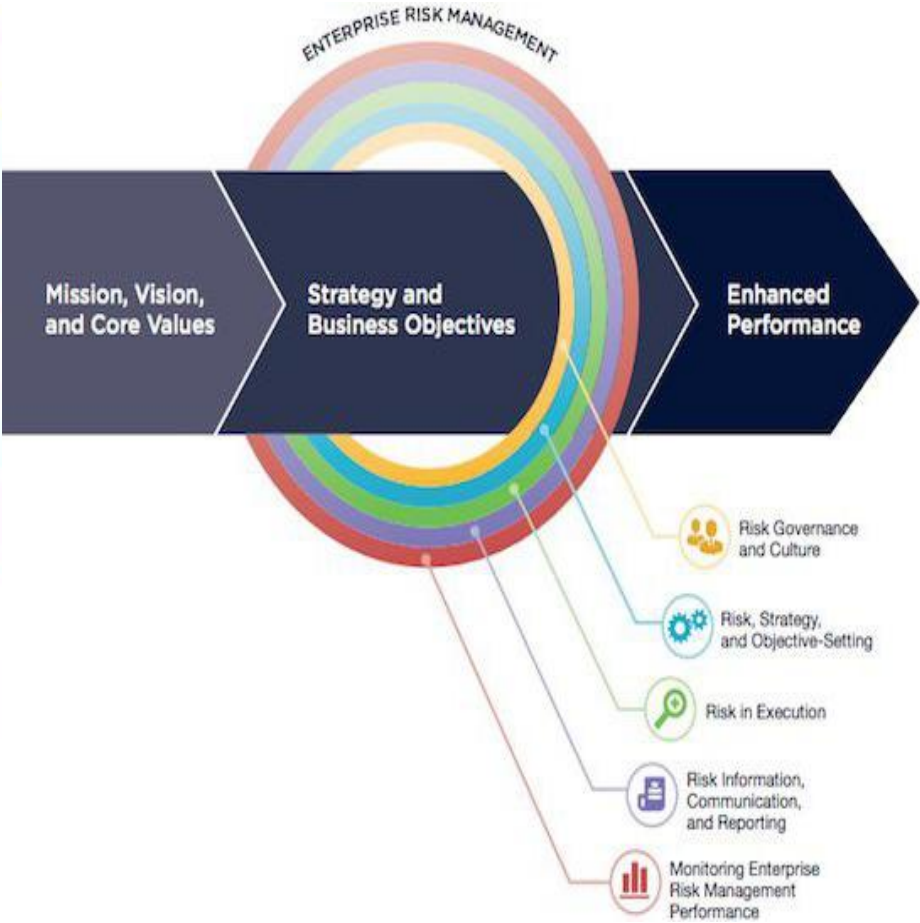 ENTERPRISE RISK MANAGEMENT
Mission, Vision,
and Core Values
Strategy and
Business Objectives
Enhanced
Performance
Risk Governance
and Culture
Risk, Strategy,
and Objective-Setting
Risk in Execution
Risk Information,
Communication,
and Reporting
Monitoring Enterprise
Risk Management
Performance